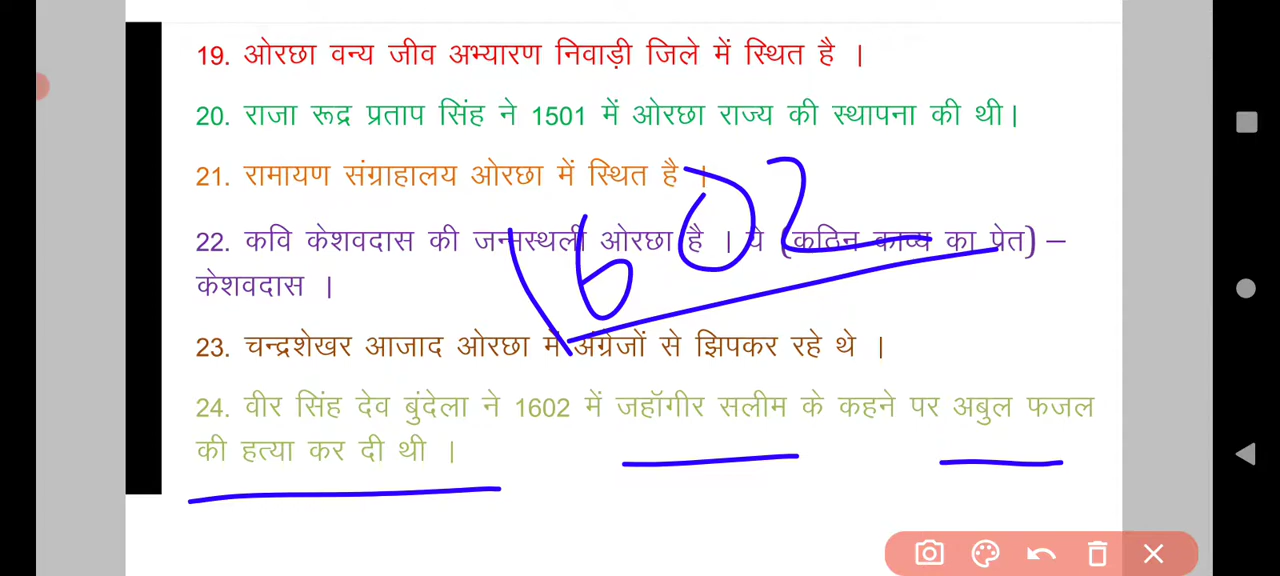 19. ओरछा वन्य जीव अभ्यारण निवाड़ी जिले में स्थित है ।
20. राजा रूद्र प्रताप सिंह ने 1501 में ओरछा राज्य की स्थापना की थी।
21. रामायण संग्राहालय ओरछा में स्थित है ।
1602
22. कवि केशवदास की जन्मस्थली ओरछा है । ये (कठिन काव्य का प्रेत) –
केशवदास ।
23. चन्द्रशेखर आजाद ओरछा में अंग्रेजों से झिपकर रहे थे ।
24. वीर सिंह देव बुंदेला ने 1602 में जहॉगीर सलीम के कहने पर अबुल फजल
की हत्या कर दी थी ।